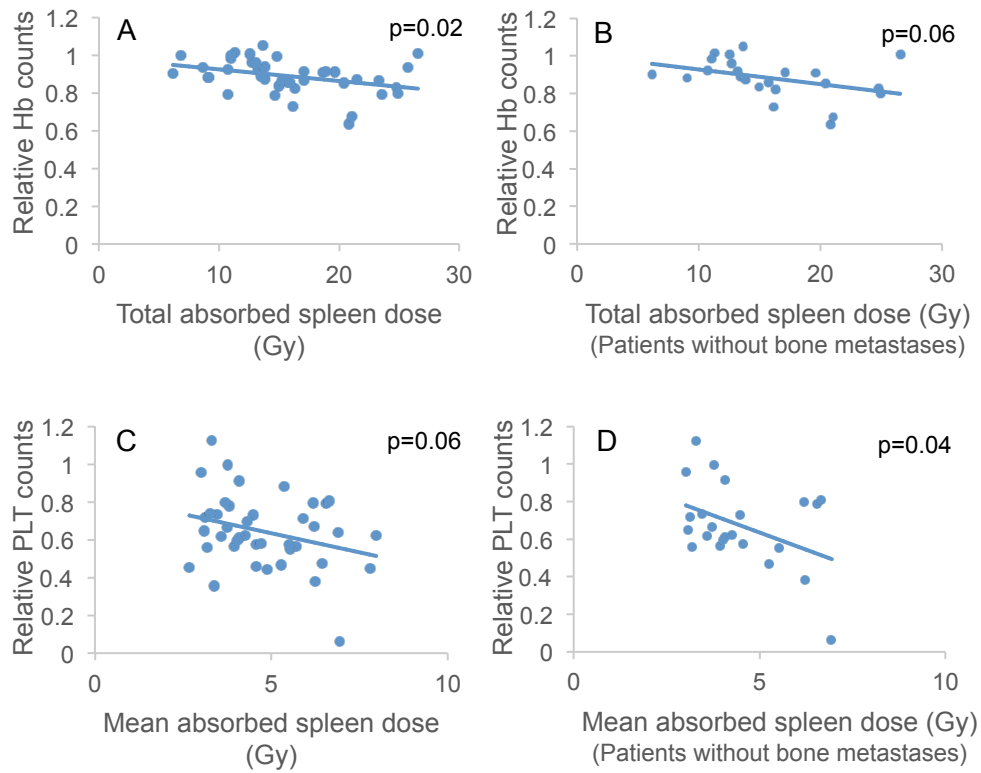 A
p=0.02
Relative Hb counts
1.2
1
0.8
0.6
0.4
0.2
0
0 10 20 30
Total absorbed spleen dose
(Gy)
B
p=0.06
Relative Hb counts
1.2
1
0.8
0.6
0.4
0.2
0
0 10 20 30
Total absorbed spleen dose (Gy)
(Patients without bone metastases)
C
p=0.06
Relative PLT counts
1.2
1
0.8
0.6
0.4
0.2
0
0 5 10
Mean absorbed spleen dose
(Gy)
D
p=0.04
Relative PLT counts
1.2
1
0.8
0.6
0.4
0.2
0
0 5 10
Mean absorbed spleen dose (Gy)
(Patients without bone metastases)